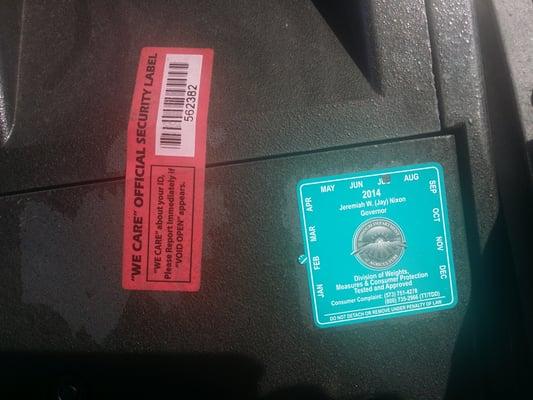 "WE CARE" OFFICIAL SECURITY LABEL
562382
"WE CARE" about your ID,
Please Report Immediately if
"VOID OPEN" appears.
JAN FEB MAR APR MAY JUN AUG SEP OCT NOV DEC
2014
Jeremiah W. (Jay) Nixon
Governor
Division of Weights,
Measures & Consumer Protection
Tested and Approved
Consumer Complaint: (573) 751-4278
(800) 735-2966 (TT/TDD)
DO NOT DETACH OR REMOVE UNDER PENALTY OF LAW